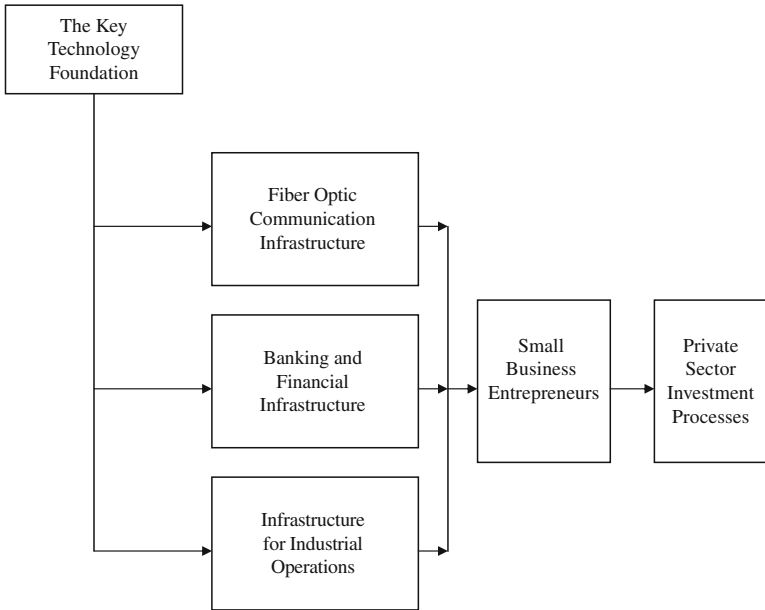 The Key
Technology
Foundation
Fiber Optic
Communication
Infrastructure
Banking and
Financial
Infrastructure
Infrastructure
for Industrial
Operations
Small
Business
Entrepreneurs
Private
Sector
Investment
Processes